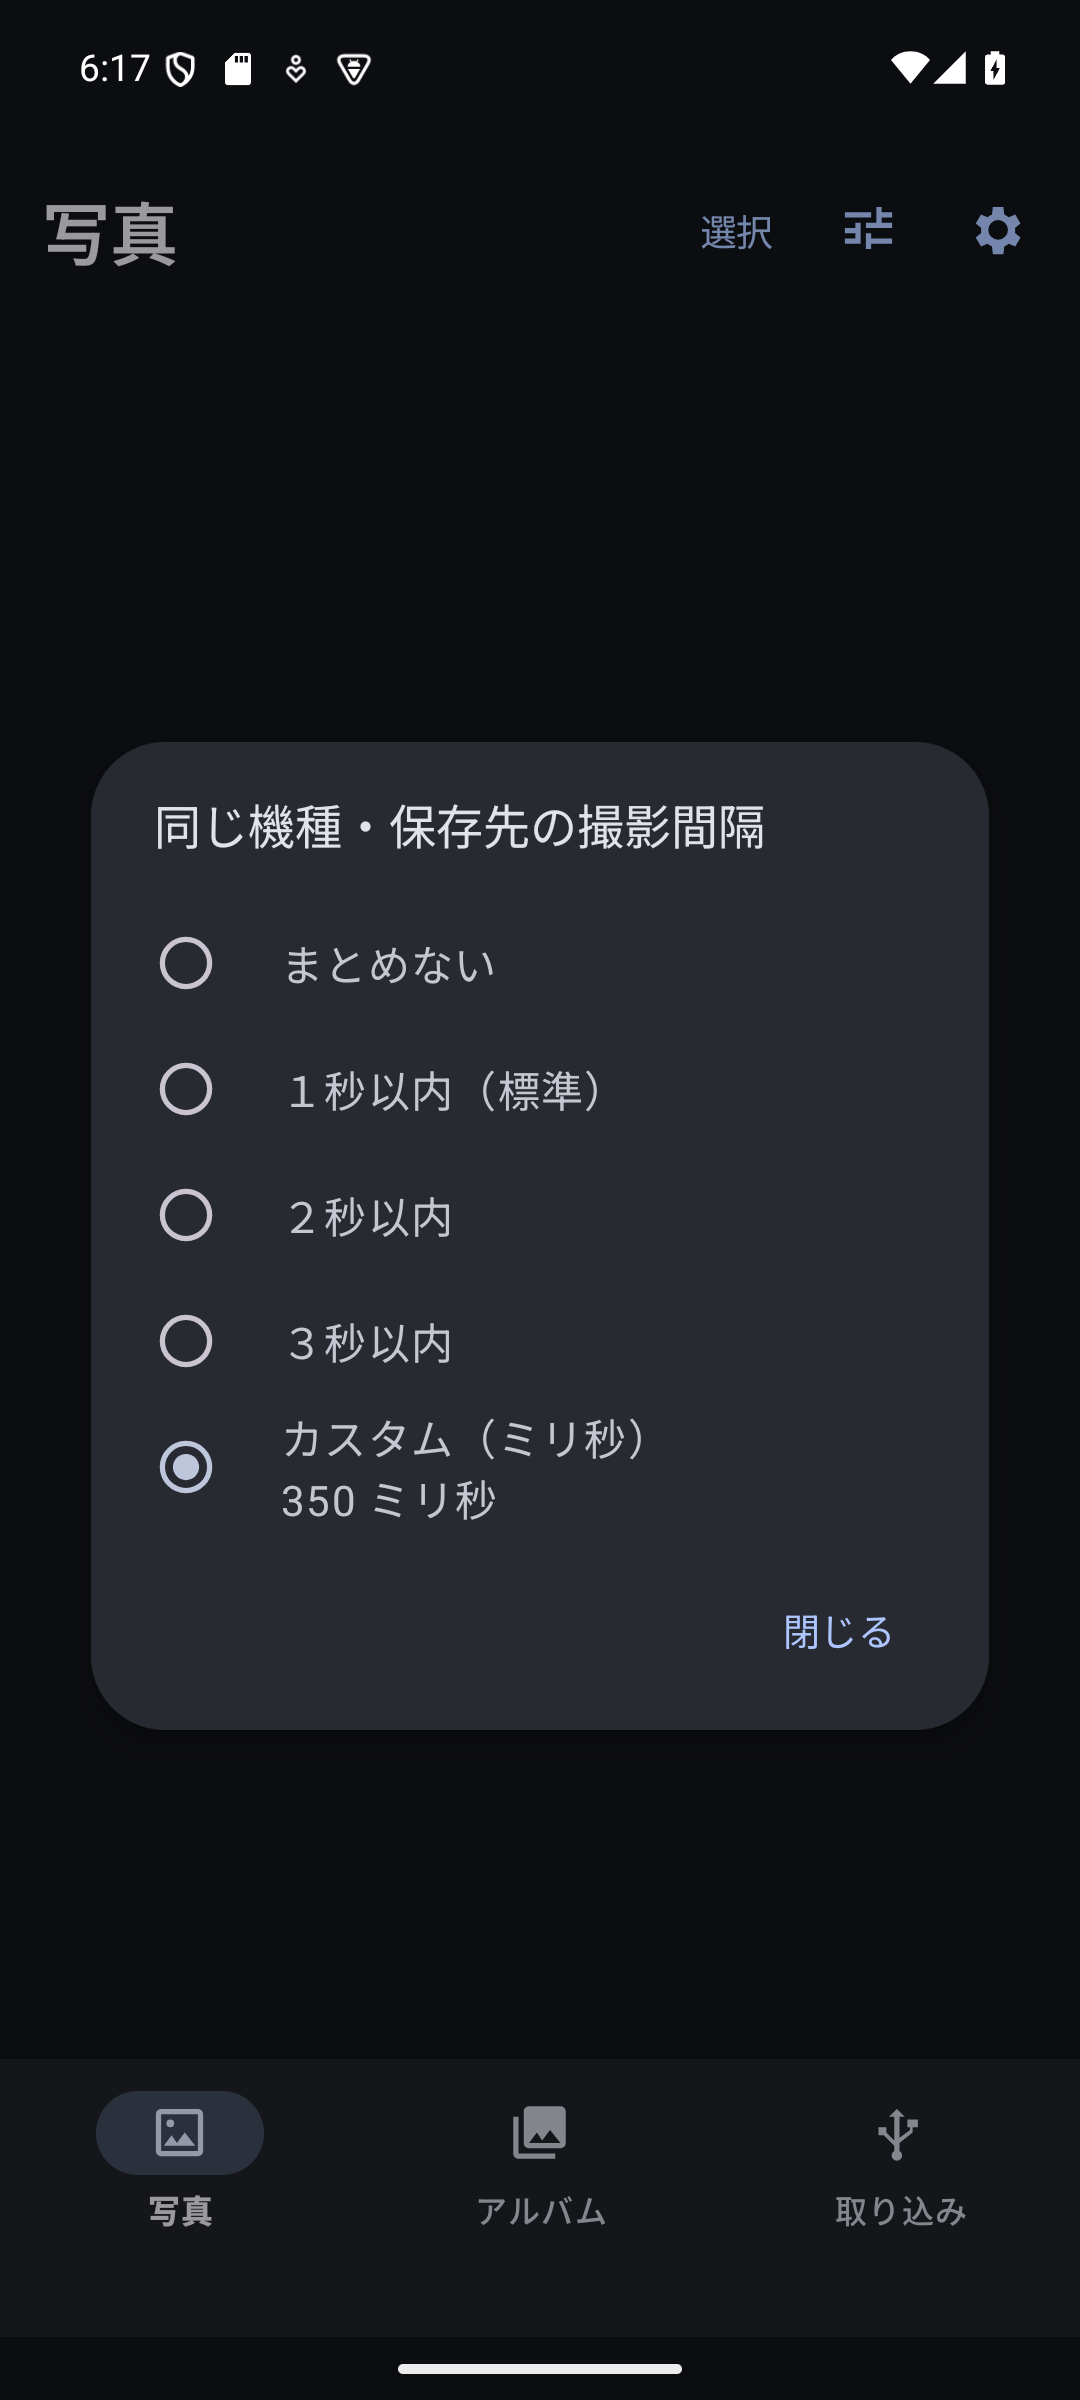 6:17
写真
選択
同じ機種・保存先の撮影間隔
まとめない
１秒以内（標準）
２秒以内
３秒以内
カスタム（ミリ秒）
350 ミリ秒
閉じる
写真
アルバム
取り込み